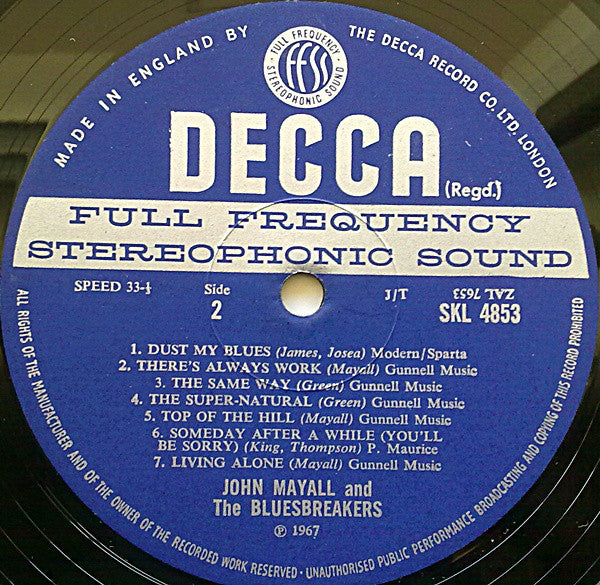 MADE IN ENGLAND BY
THE DECCA RECORD CO. LTD. LONDON
FULL FREQUENCY
ffss
STEREOPHONIC SOUND
DECCA
(Regd.)
FULL FREQUENCY
STEREOPHONIC SOUND
SPEED 33-⅓
Side
2
J/T
ZAL 7653
SKL 4853
1. DUST MY BLUES (James, Josea) Modern/Sparta
2. THERE'S ALWAYS WORK (Mayall) Gunnell Music
3. THE SAME WAY (Green) Gunnell Music
4. THE SUPER-NATURAL (Green) Gunnell Music
5. TOP OF THE HILL (Mayall) Gunnell Music
6. SOMEDAY AFTER A WHILE (YOU'LL
BE SORRY) (King, Thompson) P. Maurice
7. LIVING ALONE (Mayall) Gunnell Music
JOHN MAYALL and
The BLUESBREAKERS
Ⓟ 1967
ALL RIGHTS OF THE MANUFACTURER AND OF THE OWNER OF THE RECORDED WORK RESERVED · UNAUTHORISED PUBLIC PERFORMANCE BROADCASTING AND COPYING OF THIS RECORD PROHIBITED